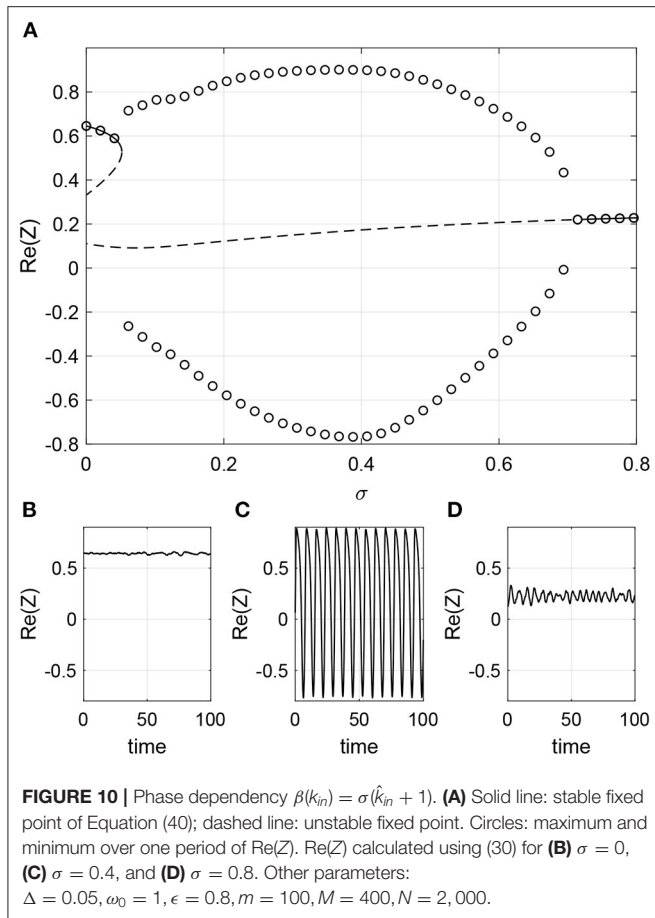 A
0.8
0.6
0.4
0.2
0
-0.2
-0.4
-0.6
-0.8
Re(Z)
0
0.2
0.4
0.6
0.8
σ
B
0.5
0
-0.5
Re(Z)
0
50
100
time
C
0.5
0
-0.5
Re(Z)
0
50
100
time
D
0.5
0
-0.5
Re(Z)
0
50
100
time
FIGURE 10 | Phase dependency β(k_in) = σ(k̂_in + 1). (A) Solid line: stable fixed
point of Equation (40); dashed line: unstable fixed point. Circles: maximum and
minimum over one period of Re(Z). Re(Z) calculated using (30) for (B) σ = 0,
(C) σ = 0.4, and (D) σ = 0.8. Other parameters:
Δ = 0.05, ω₀ = 1, ϵ = 0.8, m = 100, M = 400, N = 2, 000.